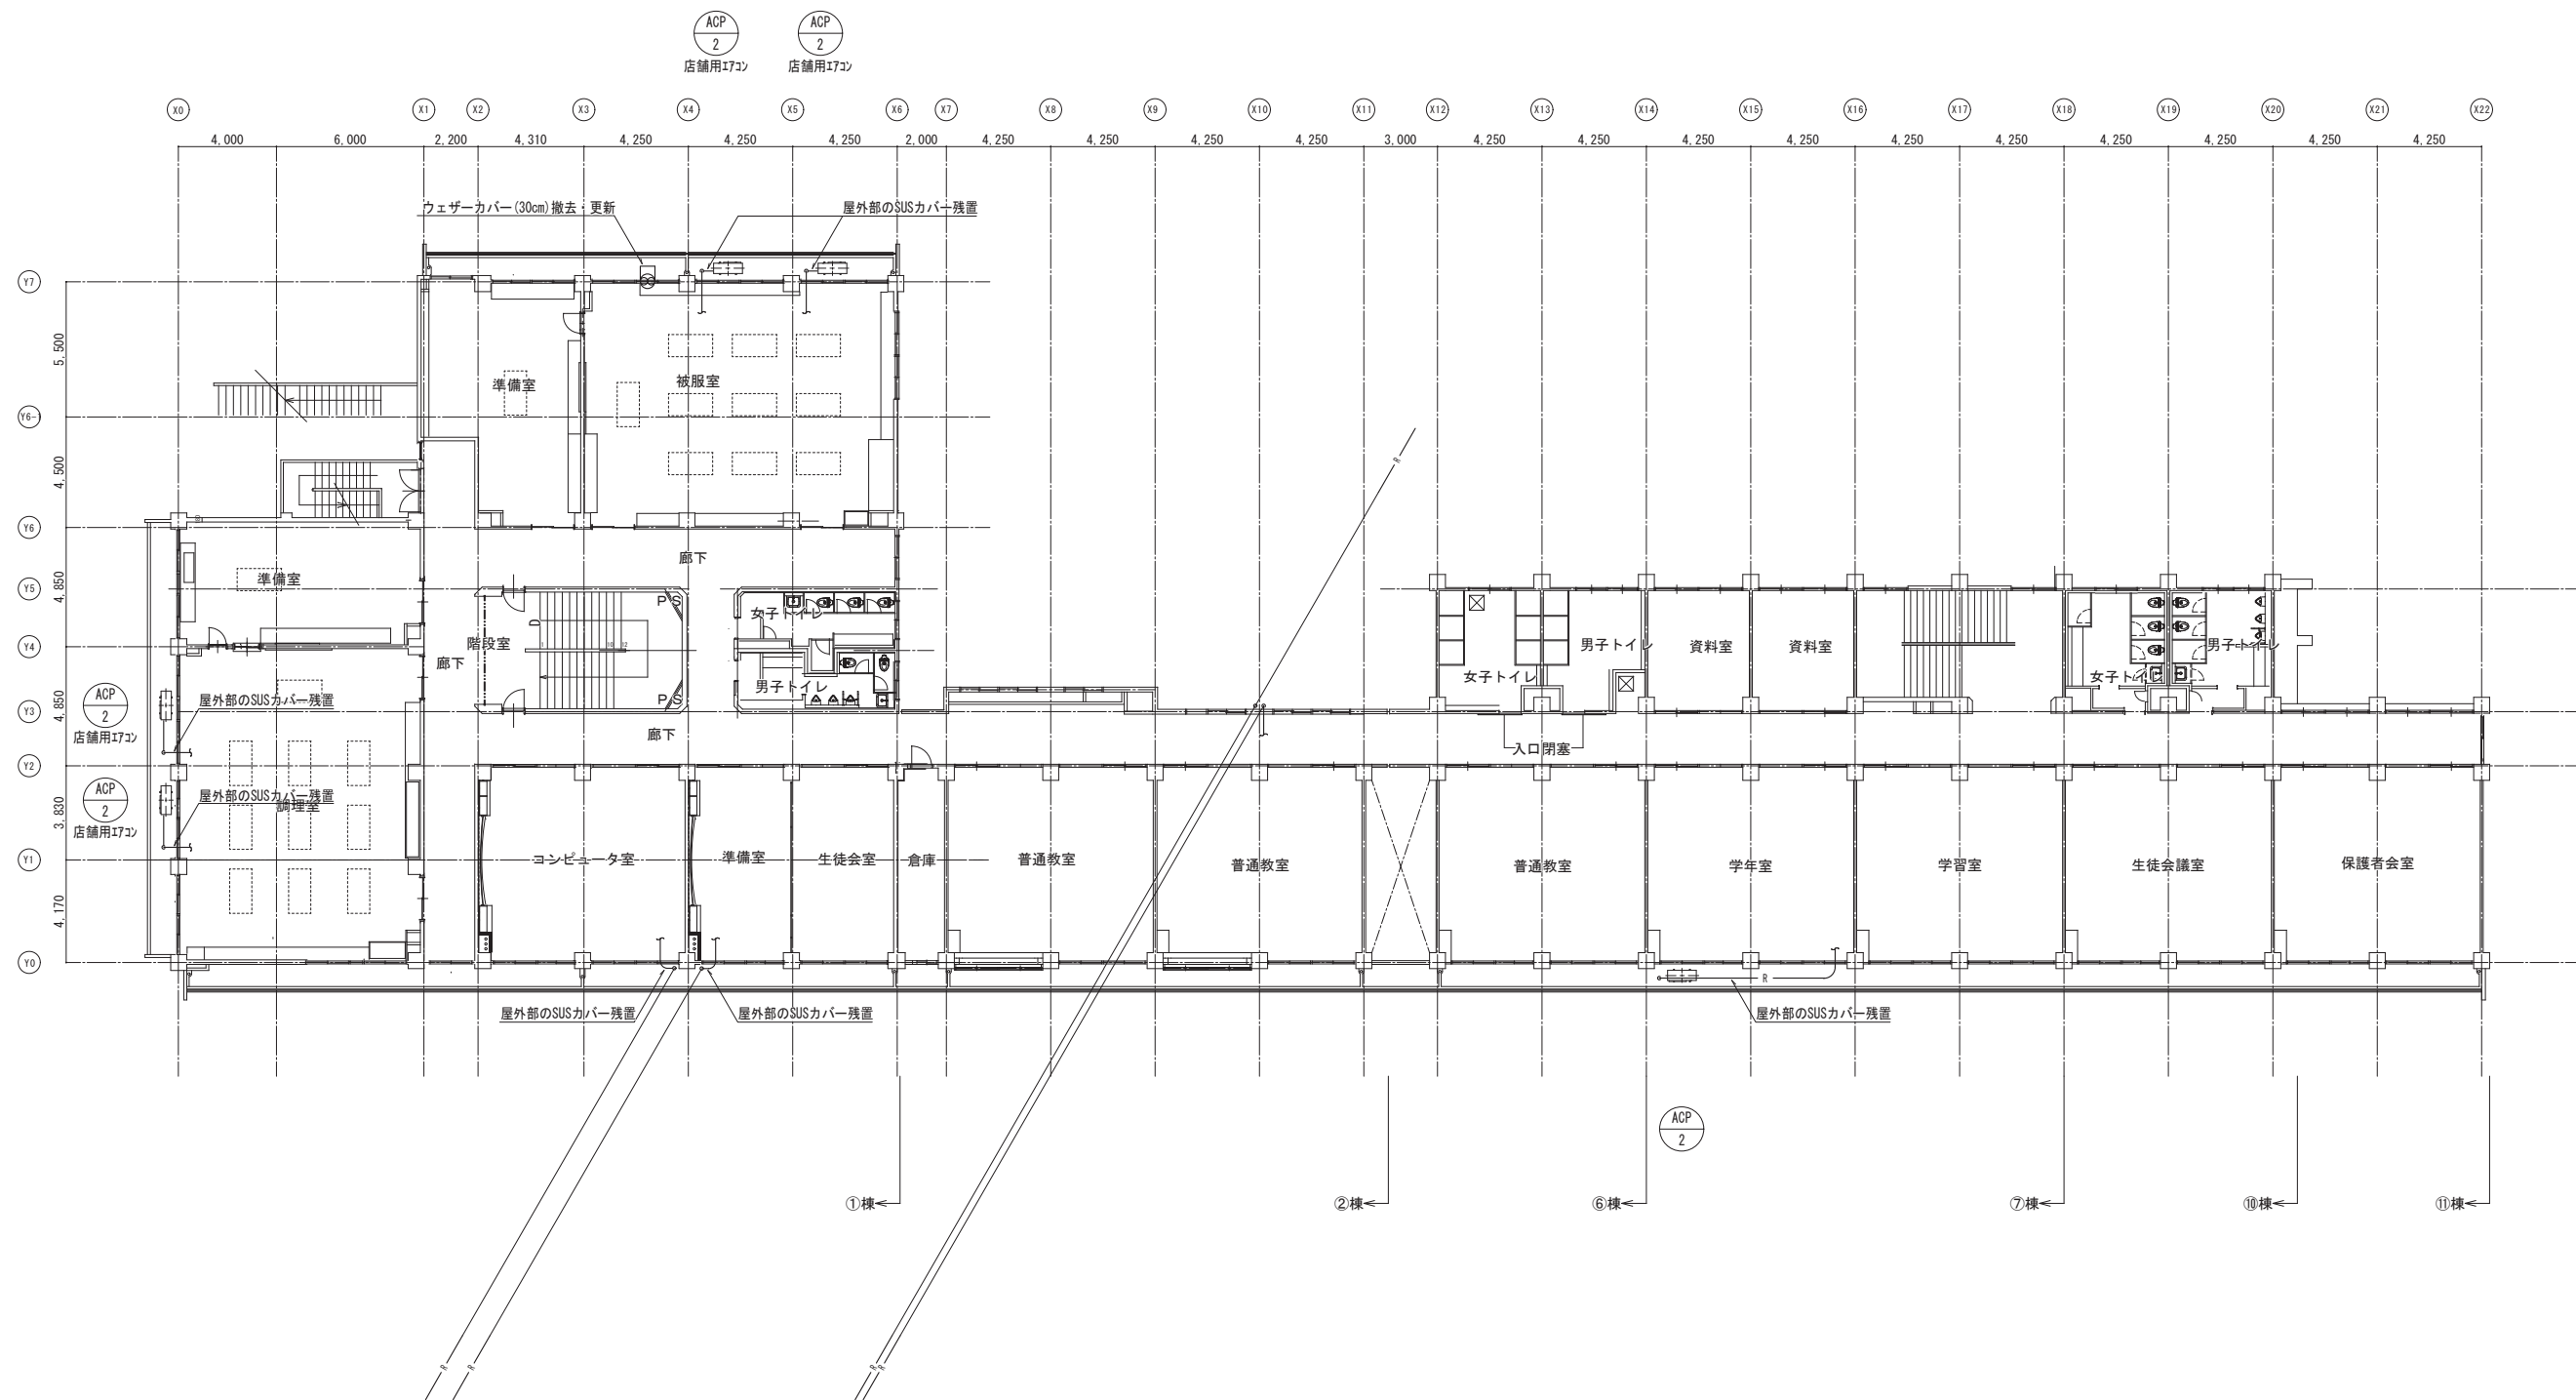 ACP ACP
2 2
店舗用ｴｱｺﾝ 店舗用ｴｱｺﾝ
X0 X1 X2 X3 X4 X5 X6 X7 X8 X9 X10 X11 X12 X13 X14 X15 X16 X17 X18 X19 X20 X21 X22
4,000 6,000 2,200 4,310 4,250 4,250 4,250 2,000 4,250 4,250 4,250 4,250 3,000 4,250 4,250 4,250 4,250 4,250 4,250 4,250 4,250 4,250 4,250
ウェザーカバー(30cm)撤去・更新 屋外部のSUSカバー残置
Y7
5,500
準備室 被服室
Y6-
4,500
Y6
廊下
準備室
Y5
4,850
PS
女子トイレ
D
階段室
Y4
廊下
男子トイレ 資料室 資料室 男子トイレ
女子トイレ 女子トイレ
男子トイレ
PS
4,850
ACP
2
店舗用ｴｱｺﾝ
屋外部のSUSカバー残置
Y3
廊下
入口閉塞
Y2
ACP
2
店舗用ｴｱｺﾝ
屋外部のSUSカバー残置
調理室
3,830
Y1
コンピュータ室 準備室 生徒会室 倉庫 普通教室 普通教室 普通教室 学年室 学習室 生徒会議室 保護者会室
4,170
Y0
R
屋外部のSUSカバー残置 屋外部のSUSカバー残置 屋外部のSUSカバー残置
ACP
2
①棟 ②棟 ⑥棟 ⑦棟 ⑩棟 ⑪棟